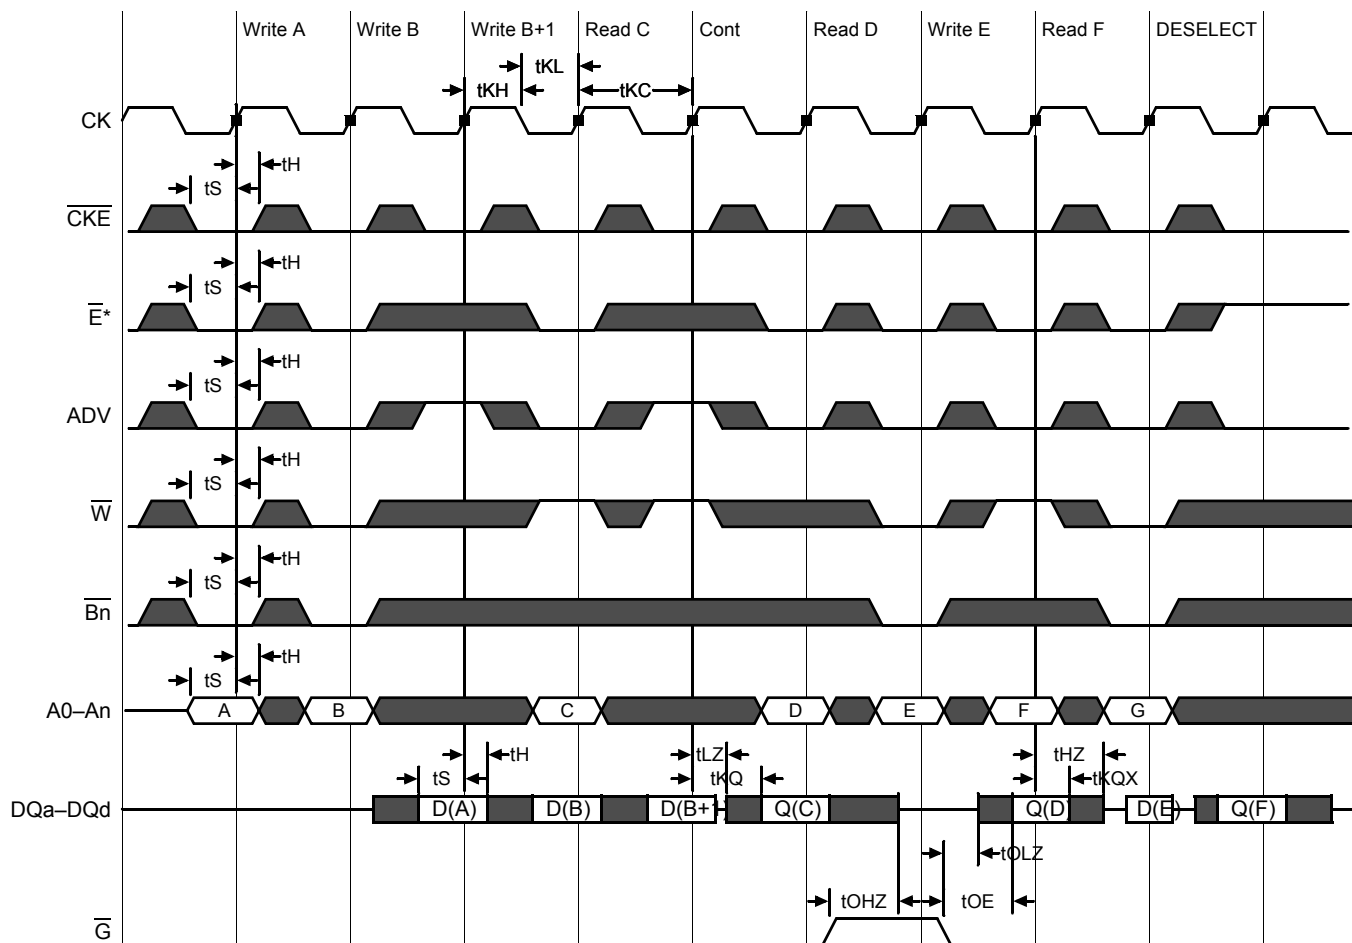 Write A Write B Write B+1 Read C Cont Read D Write E Read F DESELECT
tKL
tKH tKC
CK
tH
tS
CKE
tH
tS
E*
tH
tS
ADV
tH
tS
W
tH
tS
Bn
tH
tS
A0–An A B C D E F G
tH tLZ tHZ
tS tKQ tKQX
DQa–DQd D(A) D(B) D(B+1) Q(C) Q(D) D(E) Q(F)
tOLZ
tOHZ tOE
G